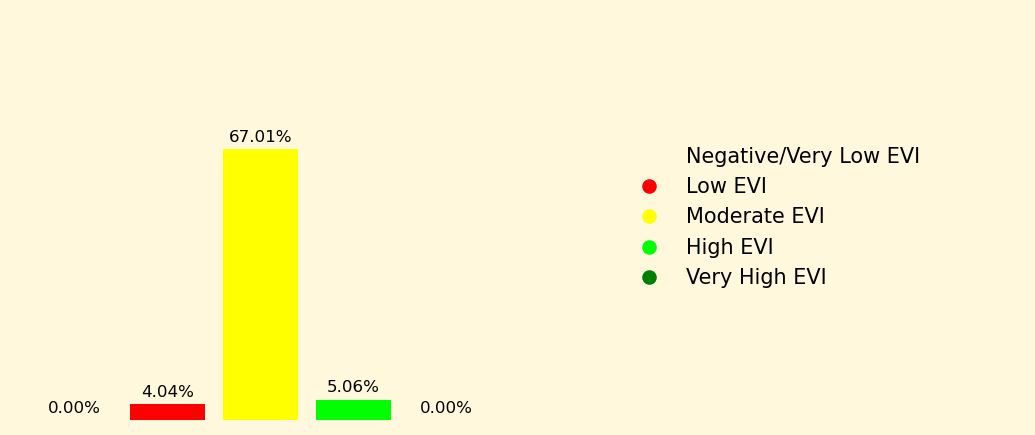 67.01%
4.04%
5.06%
0.00%
0.00%
Negative/Very Low EVI
Low EVI
Moderate EVI
High EVI
Very High EVI